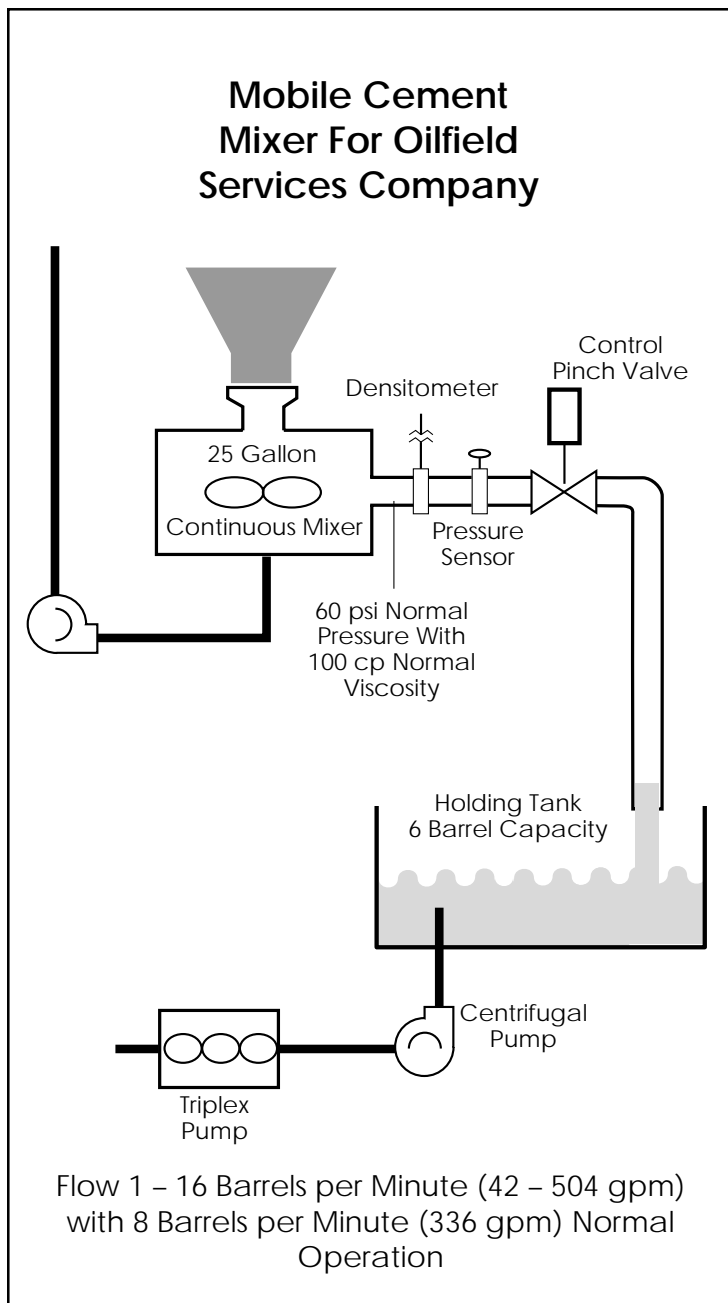 Mobile Cement
Mixer For Oilfield
Services Company
Control
Pinch Valve
Densitometer
25 Gallon
Continuous Mixer
Pressure
Sensor
60 psi Normal
Pressure With
100 cp Normal
Viscosity
Holding Tank
6 Barrel Capacity
Centrifugal
Pump
Triplex
Pump
Flow 1 – 16 Barrels per Minute (42 – 504 gpm)
with 8 Barrels per Minute (336 gpm) Normal
Operation